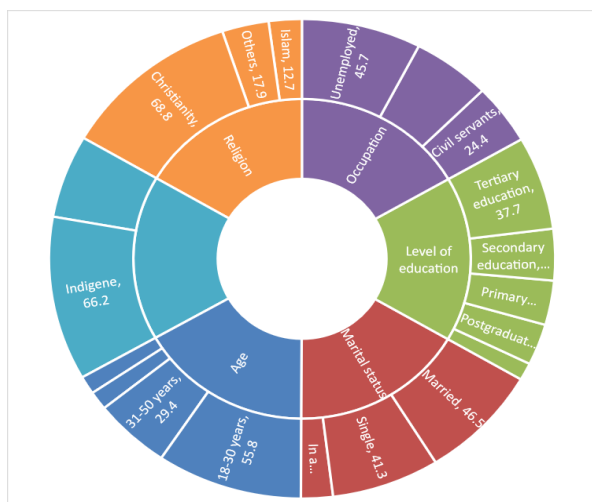 Unemployed,
45.7
Civil servants,
24.4
Occupation
Tertiary
education,
37.7
Secondary
education,...
Primary...
Postgraduat...
Level of
education
Married, 46.5
Single, 41.3
In a...
Marital status
18-30 years,
55.8
31-50 years,
29.4
Age
Indigene,
66.2
Christianity,
68.8
Others, 17.9
Islam, 12.7
Religion